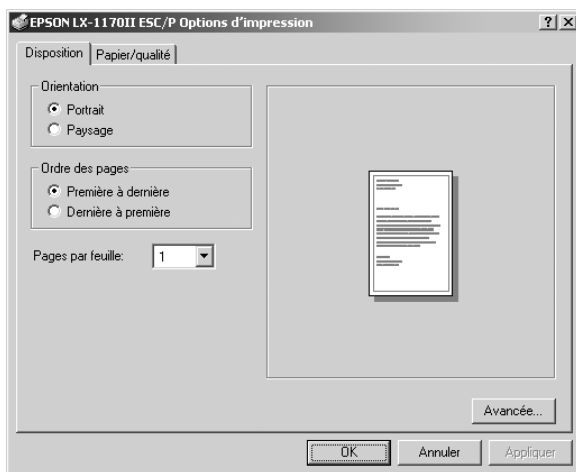 EPSON LX-1170II ESC/P Options d'impression
Disposition
Papier/qualité
Orientation
Portrait
Paysage
Ordre des pages
Première à dernière
Dernière à première
Pages par feuille:
1
Avancée...
OK
Annuler
Appliquer